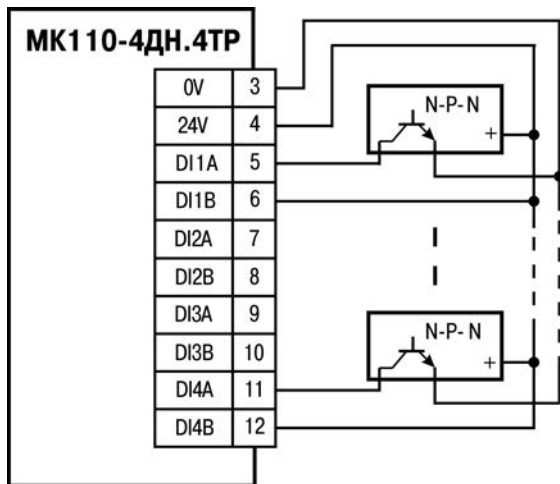 МК110-4ДН.4ТР
0V 3
24V 4
DI1A 5
DI1B 6
DI2A 7
DI2B 8
DI3A 9
DI3B 10
DI4A 11
DI4B 12
N-P-N
+
N-P-N
+